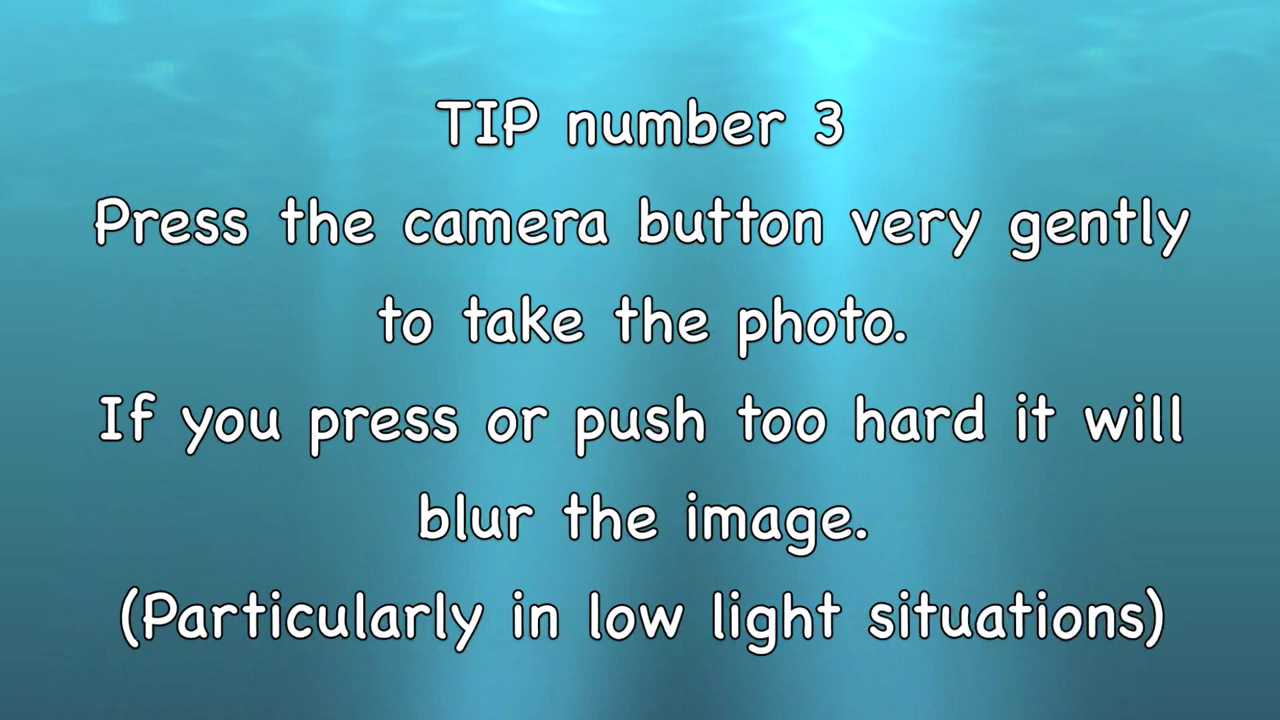 TIP number 3
Press the camera button very gently
to take the photo.
If you press or push too hard it will
blur the image.
(Particularly in low light situations)